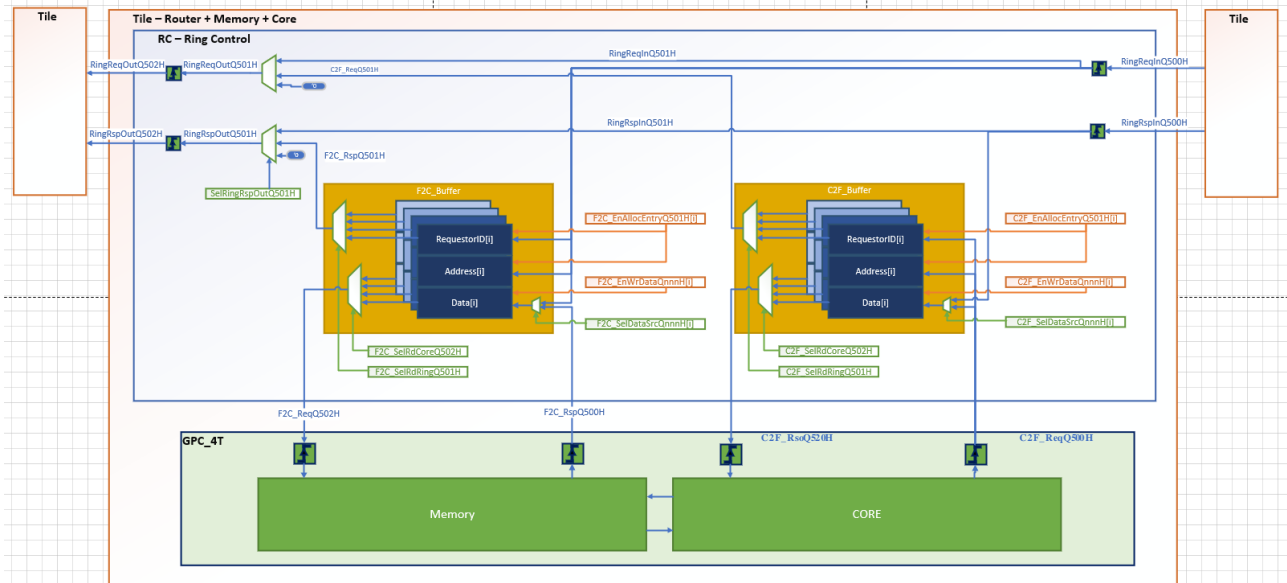 Tile
Tile – Router + Memory + Core
Tile
RC – Ring Control
RingReqInQ501H
RingReqOutQ502H
RingReqOutQ501H
C2F_ReqQ501H
RingReqInQ500H
'0
RingRspInQ501H
RingRspInQ500H
RingRspOutQ502H
RingRspOutQ501H
'0
F2C_RspQ501H
SelRingRspOutQ501H
F2C_Buffer
C2F_Buffer
F2C_EnAllocEntryQ501H[i]
C2F_EnAllocEntryQ501H[i]
RequestorID[i]
RequestorID[i]
Address[i]
Address[i]
F2C_EnWrDataQnnnH[i]
C2F_EnWrDataQnnnH[i]
Data[i]
Data[i]
F2C_SelDataSrcQnnnH[i]
C2F_SelDataSrcQnnnH[i]
F2C_SelRdCoreQ502H
C2F_SelRdCoreQ502H
F2C_SelRdRingQ501H
C2F_SelRdRingQ501H
F2C_ReqQ502H
F2C_RspQ500H
GPC_4T
C2F_RsoQ520H
C2F_ReqQ500H
Memory
CORE